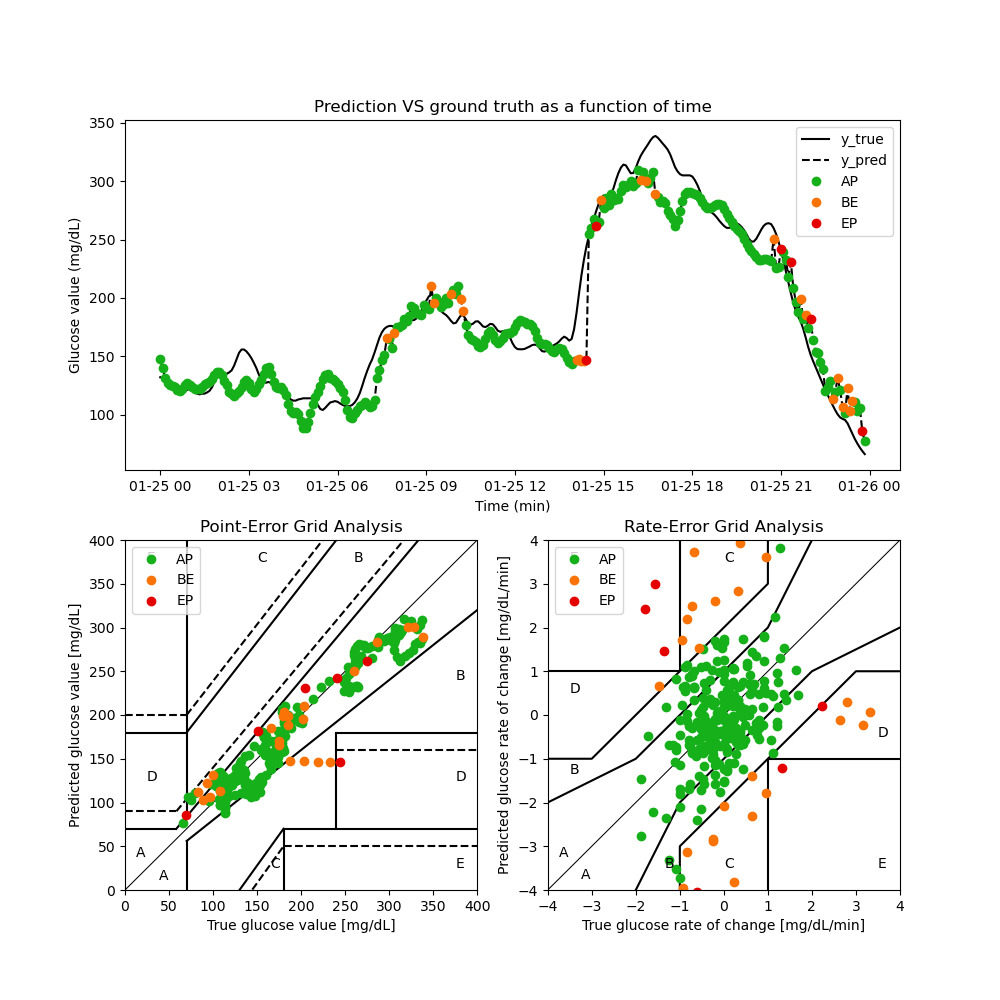 Prediction VS ground truth as a function of time
Glucose value (mg/dL)
350
300
250
200
150
100
y_true
y_pred
AP
BE
EP
01-25 00 01-25 03 01-25 06 01-25 09 01-25 12 01-25 15 01-25 18 01-25 21 01-26 00
Time (min)
Point-Error Grid Analysis
Predicted glucose value [mg/dL]
400
350
300
250
200
150
100
50
0
AP
BE
EP
C
B
B
D
D
A
A
C
E
0 50 100 150 200 250 300 350 400
True glucose value [mg/dL]
Rate-Error Grid Analysis
Predicted glucose rate of change [mg/dL/min]
4
3
2
1
0
−1
−2
−3
−4
AP
BE
EP
C
D
D
B
A
A
B
C
E
−4 −3 −2 −1 0 1 2 3 4
True glucose rate of change [mg/dL/min]